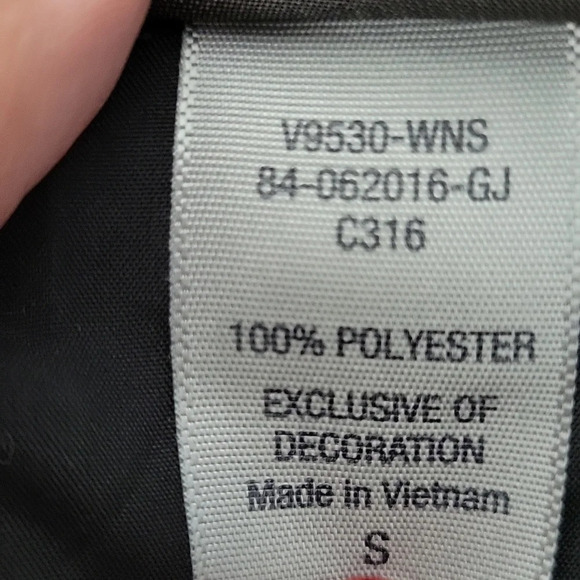 V9530-WNS
84-062016-GJ
C316
100% POLYESTER
EXCLUSIVE OF
DECORATION
Made in Vietnam
S